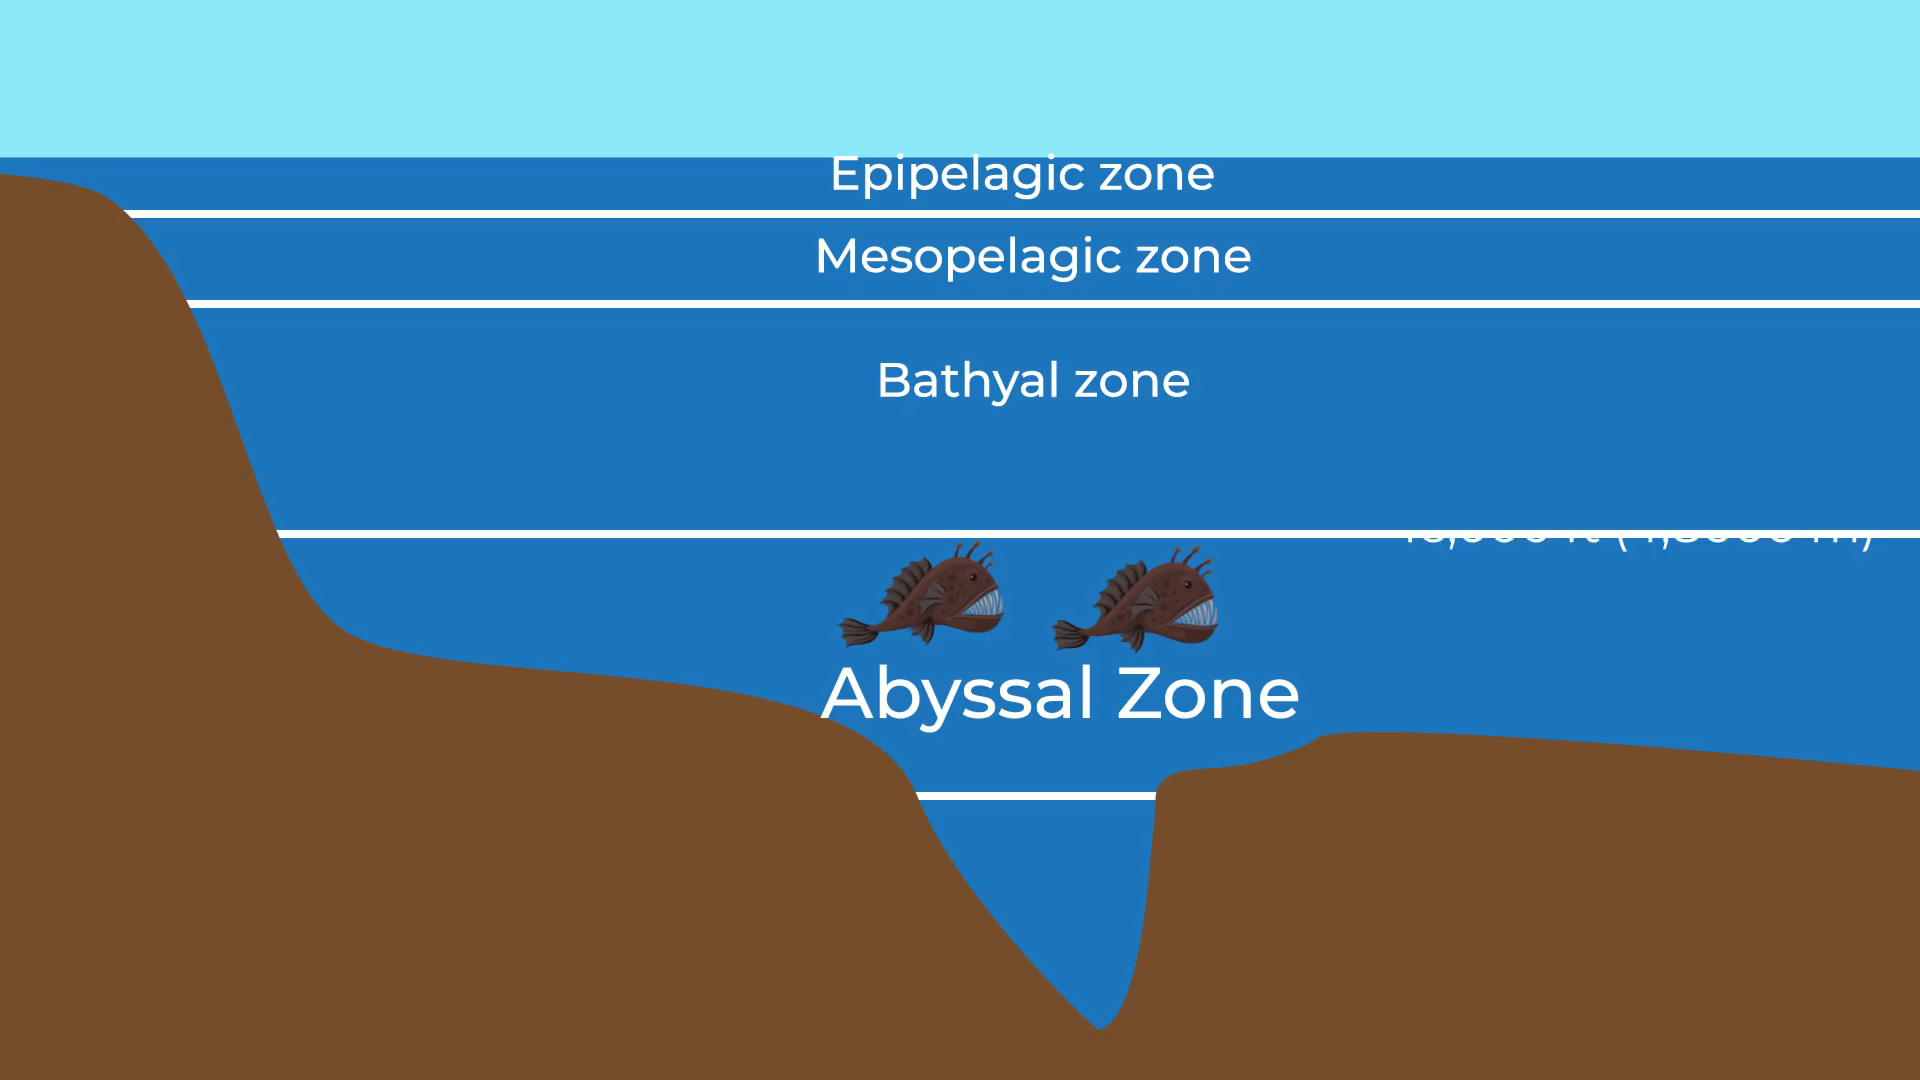 Epipelagic zone
Mesopelagic zone
Bathyal zone
Abyssal Zone